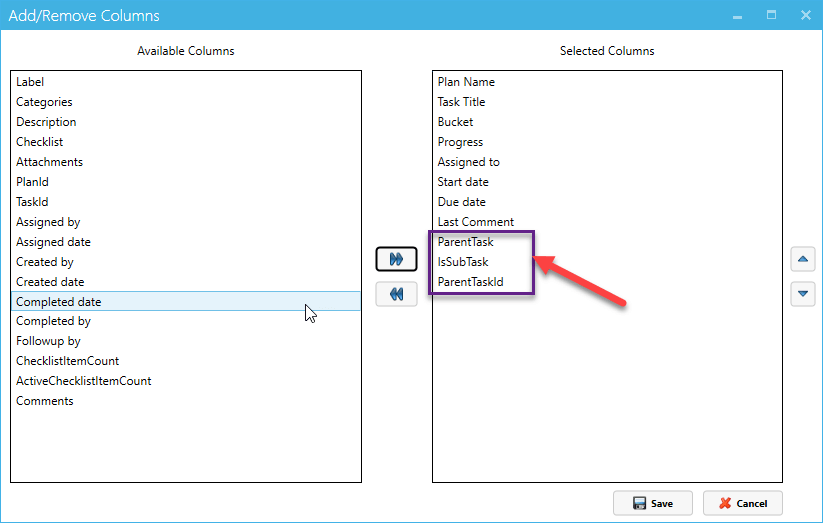 Add/Remove Columns
Available Columns
Label
Categories
Description
Checklist
Attachments
PlanId
TaskId
Assigned by
Assigned date
Created by
Created date
Completed date
Completed by
Followup by
ChecklistItemCount
ActiveChecklistItemCount
Comments
Selected Columns
Plan Name
Task Title
Bucket
Progress
Assigned to
Start date
Due date
Last Comment
ParentTask
IsSubTask
ParentTaskId
Save
Cancel